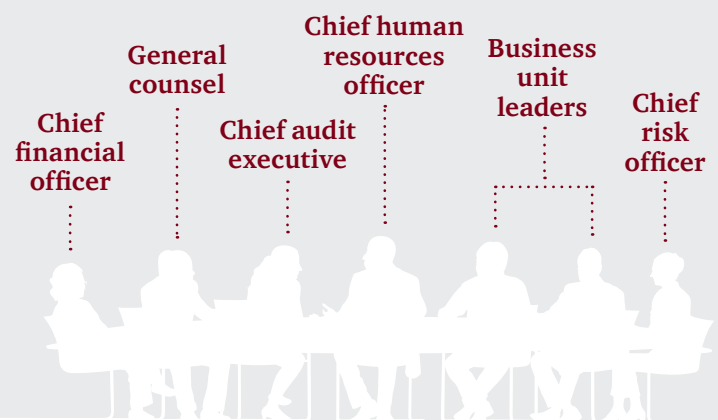 Chief
financial
officer
General
counsel
Chief audit
executive
Chief human
resources
officer
Business
unit
leaders
Chief
risk
officer